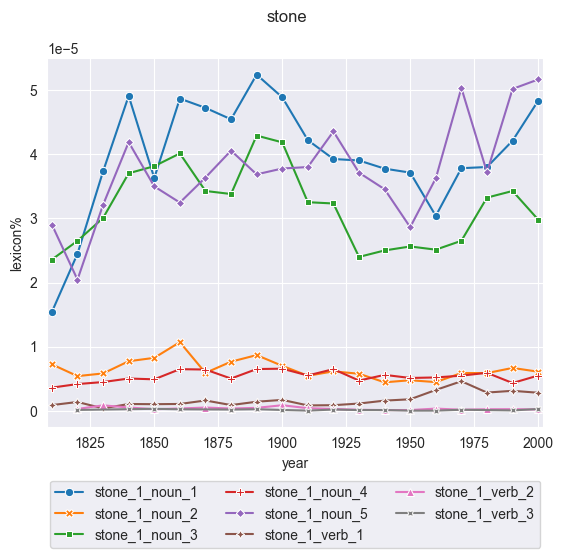 stone
1e−5
5
4
3
2
1
0
lexicon%
1825 1850 1875 1900 1925 1950 1975 2000
year
stone_1_noun_1 stone_1_noun_4 stone_1_verb_2
stone_1_noun_2 stone_1_noun_5 stone_1_verb_3
stone_1_noun_3 stone_1_verb_1